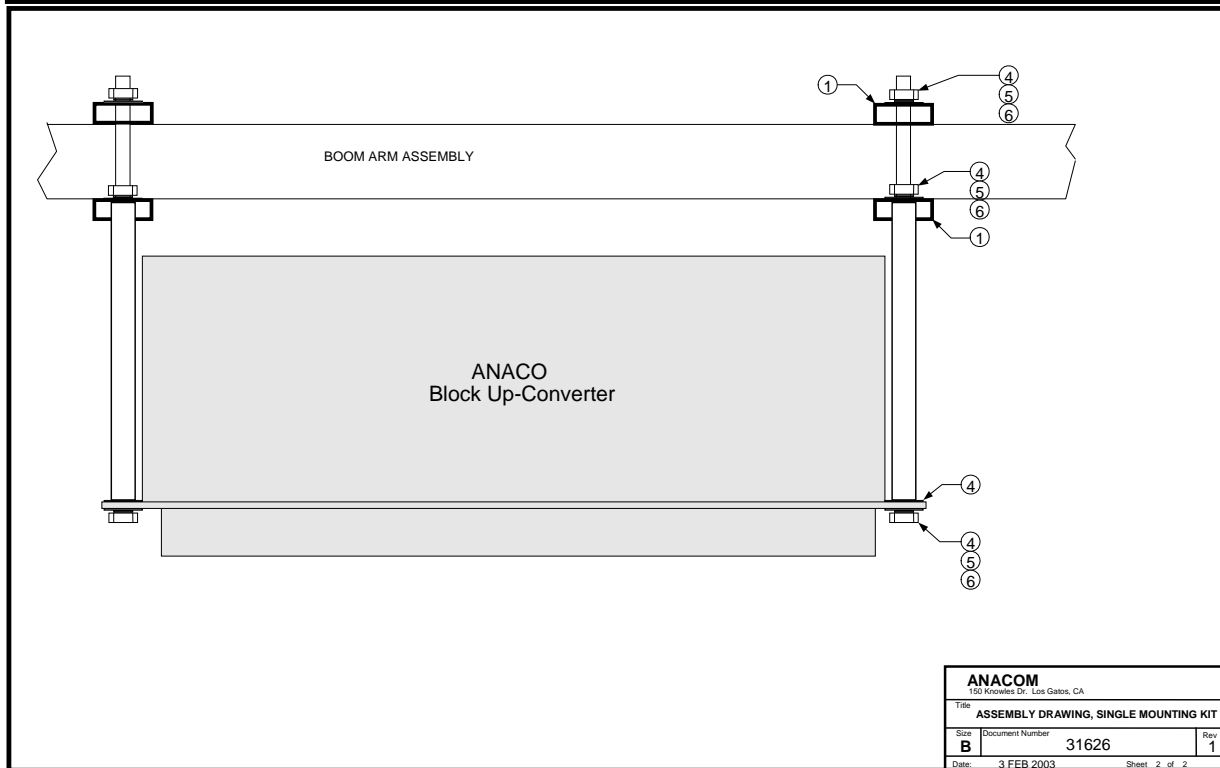 1
4
5
6
BOOM ARM ASSEMBLY
4
5
6
1
ANACO
Block Up-Converter
4
4
5
6
ANACOM
150 Knowles Dr. Los Gatos, CA
Title
ASSEMBLY DRAWING, SINGLE MOUNTING KIT
Size Document Number Rev
B 31626 1
Date: 3 FEB 2003 Sheet 2 of 2